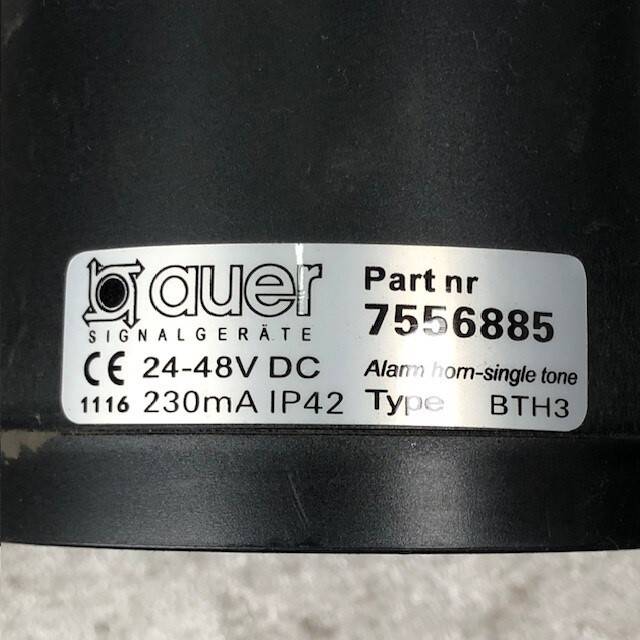 auer
SIGNALGERÄTE
CE 24-48V DC
1116 230mA IP42
Part nr
7556885
Alarm horn-single tone
Type BTH3